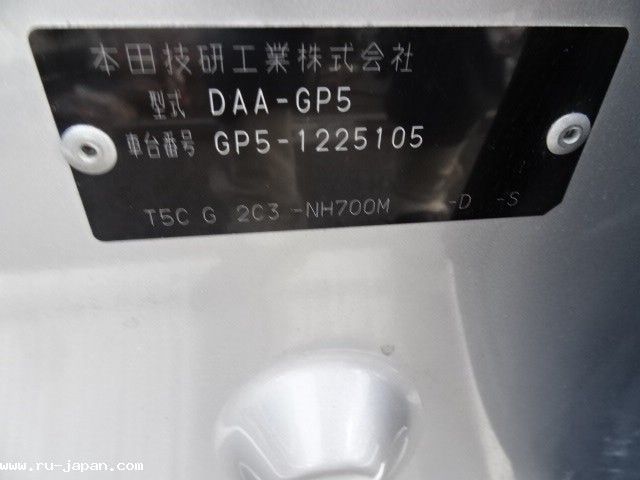 本田技研工業株式会社
型式 DAA-GP5
車台番号 GP5-1225105
T5C G 2C3 -NH700M -D -S
www.ru-japan.com